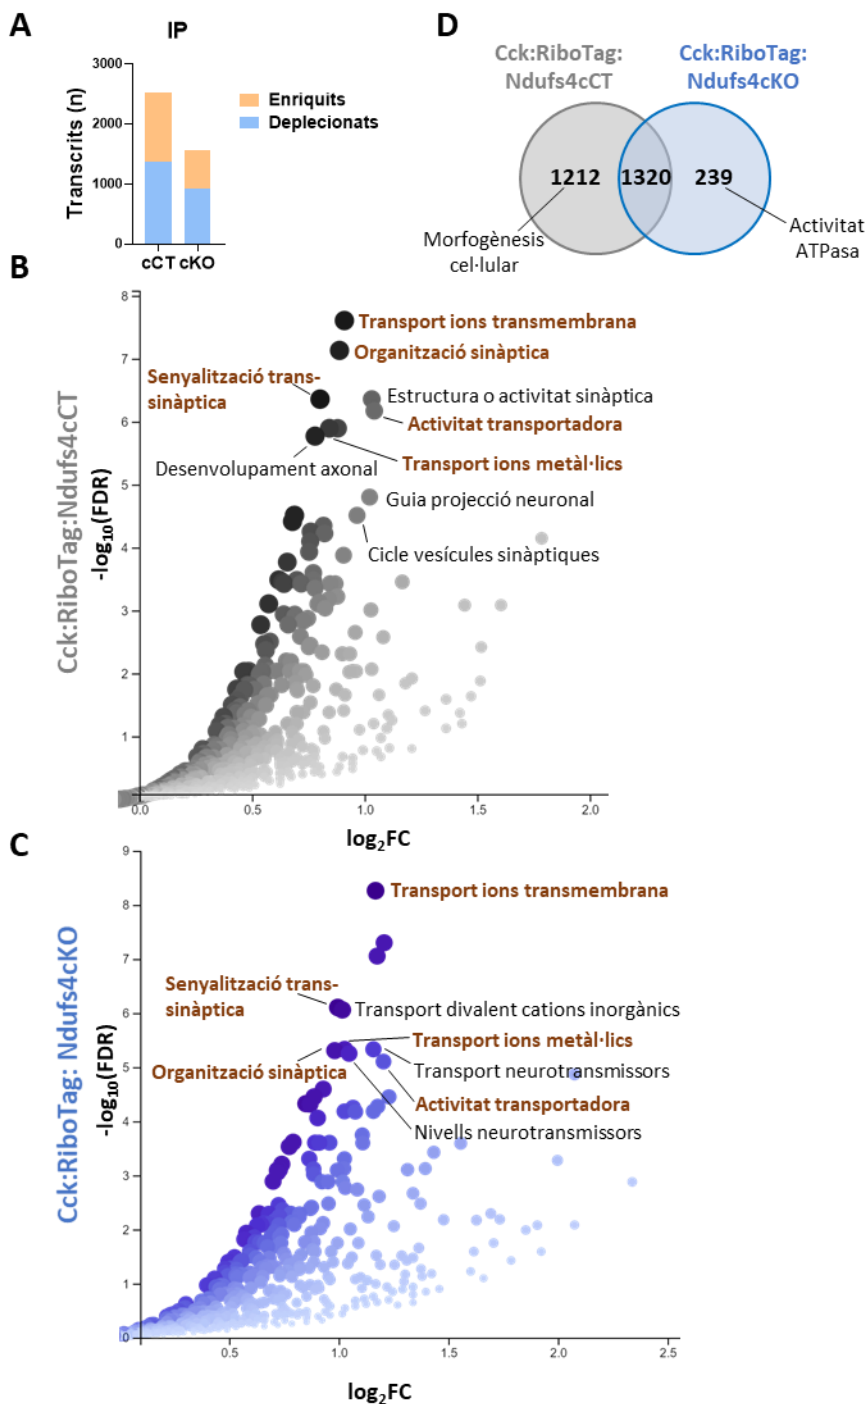 A
IP
Transcrits (n)
3000
2000
1000
0
cCT cKO
Enriquits
Deplecionats
D
Cck:RiboTag:
Ndufs4cCT
Cck:RiboTag:
Ndufs4cKO
1212
1320
239
Morfogènesis
cel·lular
Activitat
ATPasa
B
Cck:RiboTag:Ndufs4cCT
-log10(FDR)
8
7
6
5
4
3
2
1
Transport ions transmembrana
Organització sinàptica
Senyalització trans-
sinàptica
Estructura o activitat sinàptica
Activitat transportadora
Desenvolupament axonal
Transport ions metàl·lics
Guia projecció neuronal
Cicle vesícules sinàptiques
0.0
0.5
1.0
1.5
2.0
log2FC
C
Cck:RiboTag: Ndufs4cKO
-log10(FDR)
9
8
7
6
5
4
3
2
1
0
Transport ions transmembrana
Senyalització trans-
sinàptica
Transport divalent cations inorgànics
Transport ions metàl·lics
Organització sinàptica
Transport neurotransmissors
Activitat transportadora
Nivells neurotransmissors
0.5
1.0
1.5
2.0
2.5
log2FC